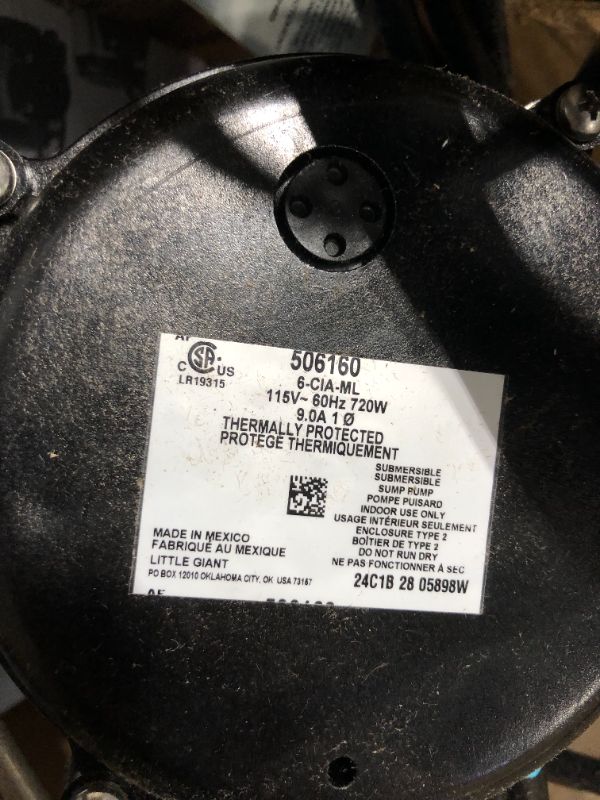 506160
C SA US
LR19315
6-CIA-ML
115V~ 60Hz 720W
9.0A 1 Ø
THERMALLY PROTECTED
PROTEGE THERMIQUEMENT
SUBMERSIBLE
SUBMERSIBLE
SUMP PUMP
POMPE PUISARD
INDOOR USE ONLY
USAGE INTÉRIEUR SEULEMENT
ENCLOSURE TYPE 2
BOÎTIER DE TYPE 2
DO NOT RUN DRY
NE PAS FONCTIONNER À SEC
MADE IN MEXICO
FABRIQUÉ AU MEXIQUE
LITTLE GIANT
PO BOX 12010 OKLAHOMA CITY, OK USA 73167
24C1B 28 05898W